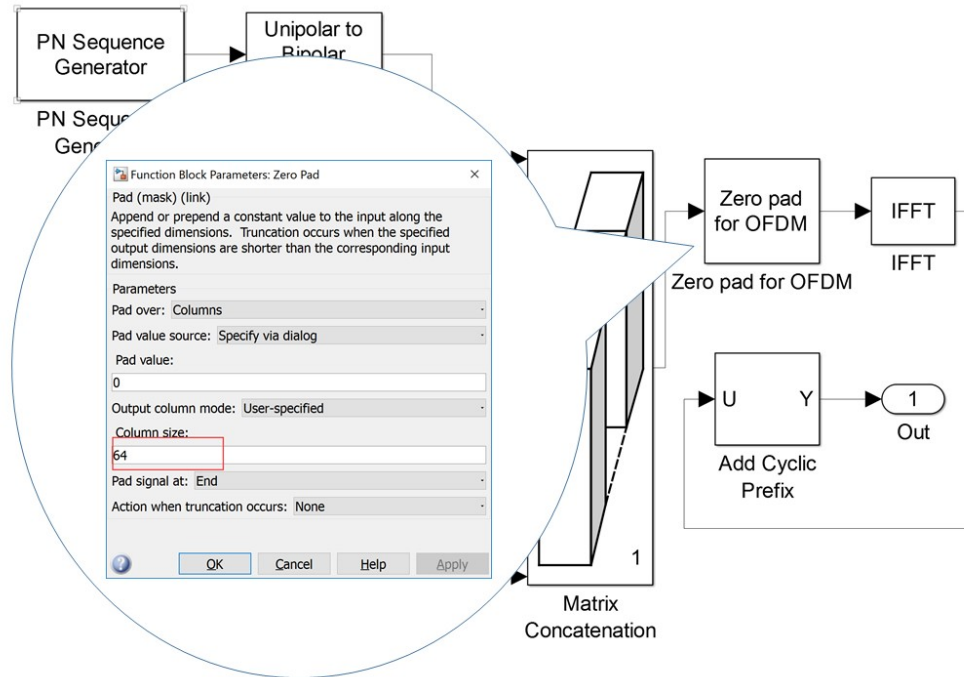 PN Sequence
Generator
Unipolar to
Bipolar
PN Sequ
Gen
Function Block Parameters: Zero Pad
Pad (mask) (link)
Append or prepend a constant value to the input along the
specified dimensions. Truncation occurs when the specified
output dimensions are shorter than the corresponding input
dimensions.
Parameters
Pad over: Columns
Pad value source: Specify via dialog
Pad value:
0
Output column mode: User-specified
Column size:
64
Pad signal at: End
Action when truncation occurs: None
OK Cancel Help Apply
1
Matrix
Concatenation
Zero pad
for OFDM
Zero pad for OFDM
IFFT
IFFT
U Y
Add Cyclic
Prefix
1
Out